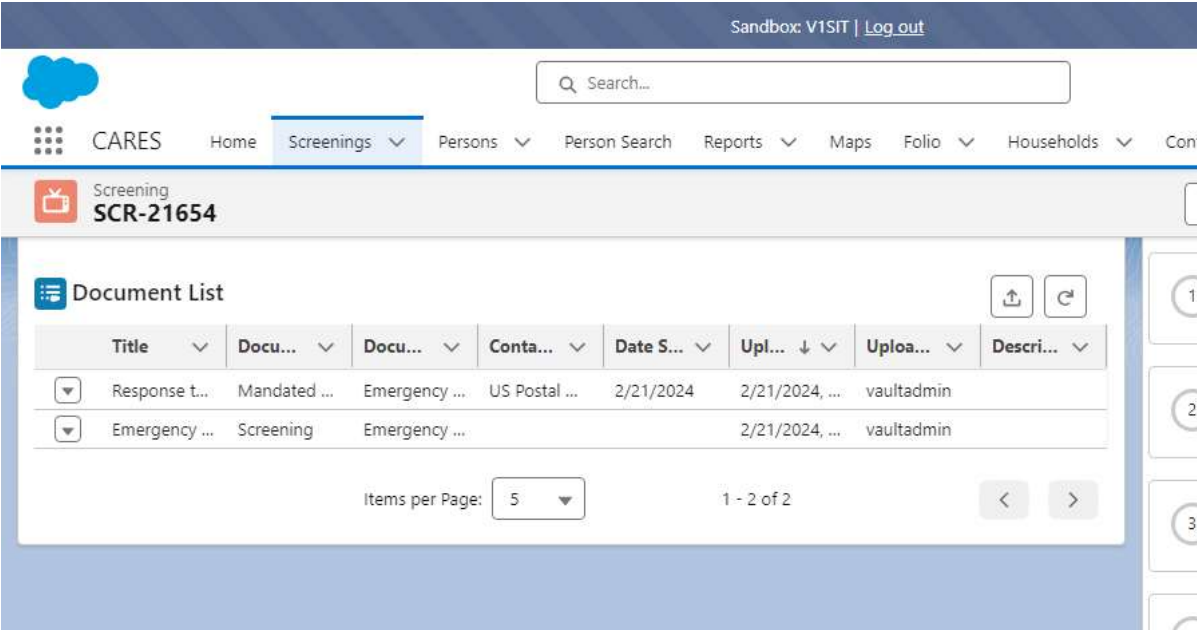 Sandbox: V1SIT | Log out
Search...
CARES Home Screenings Persons Person Search Reports Maps Folio Households Con
Screening
SCR-21654
Document List
1
Title Docu... Docu... Conta... Date S... Upl... Uploa... Descri...
Response t... Mandated ... Emergency ... US Postal ... 2/21/2024 2/21/2024, ... vaultadmin
2
Emergency ... Screening Emergency ... 2/21/2024, ... vaultadmin
Items per Page: 5 1 - 2 of 2
3